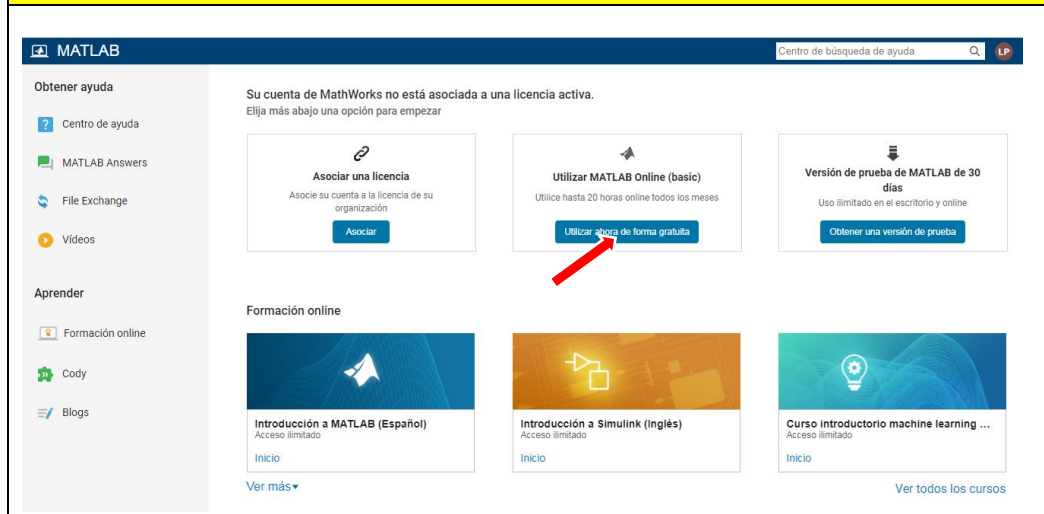 MATLAB
Centro de búsqueda de ayuda
LP
Obtener ayuda
Centro de ayuda
MATLAB Answers
File Exchange
Vídeos
Aprender
Formación online
Cody
Blogs
Su cuenta de MathWorks no está asociada a una licencia activa.
Elija más abajo una opción para empezar
Asociar una licencia
Asocie su cuenta a la licencia de su
organización
Asociar
Utilizar MATLAB Online (basic)
Utilice hasta 20 horas online todos los meses
Utilizar ahora de forma gratuita
Versión de prueba de MATLAB de 30
días
Uso ilimitado en el escritorio y online
Obtener una versión de prueba
Formación online
Introducción a MATLAB (Español)
Acceso ilimitado
Inicio
Introducción a Simulink (Inglés)
Acceso ilimitado
Inicio
Curso introductorio machine learning ...
Acceso ilimitado
Inicio
Ver más
Ver todos los cursos